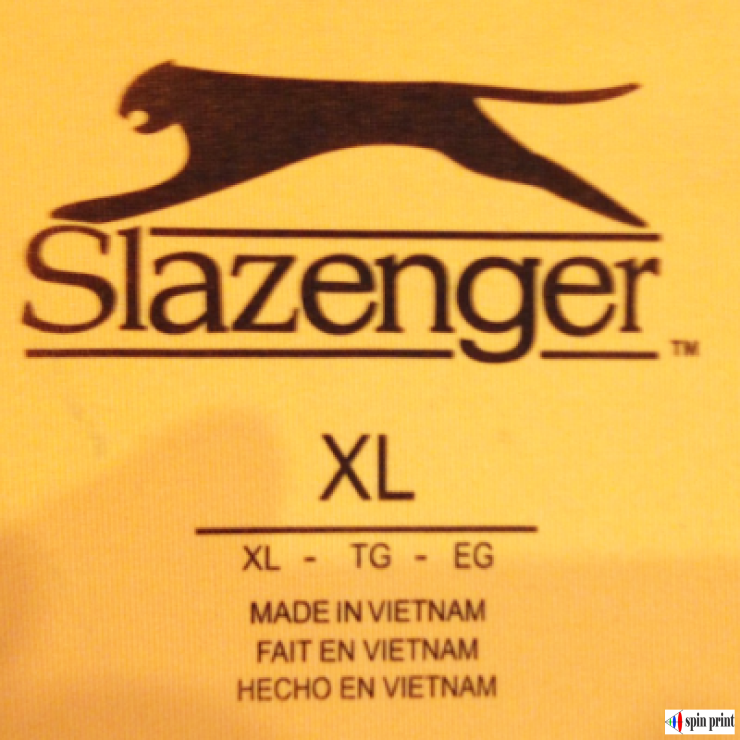 Slazenger
TM
XL
XL - TG - EG
MADE IN VIETNAM
FAIT EN VIETNAM
HECHO EN VIETNAM
spin print